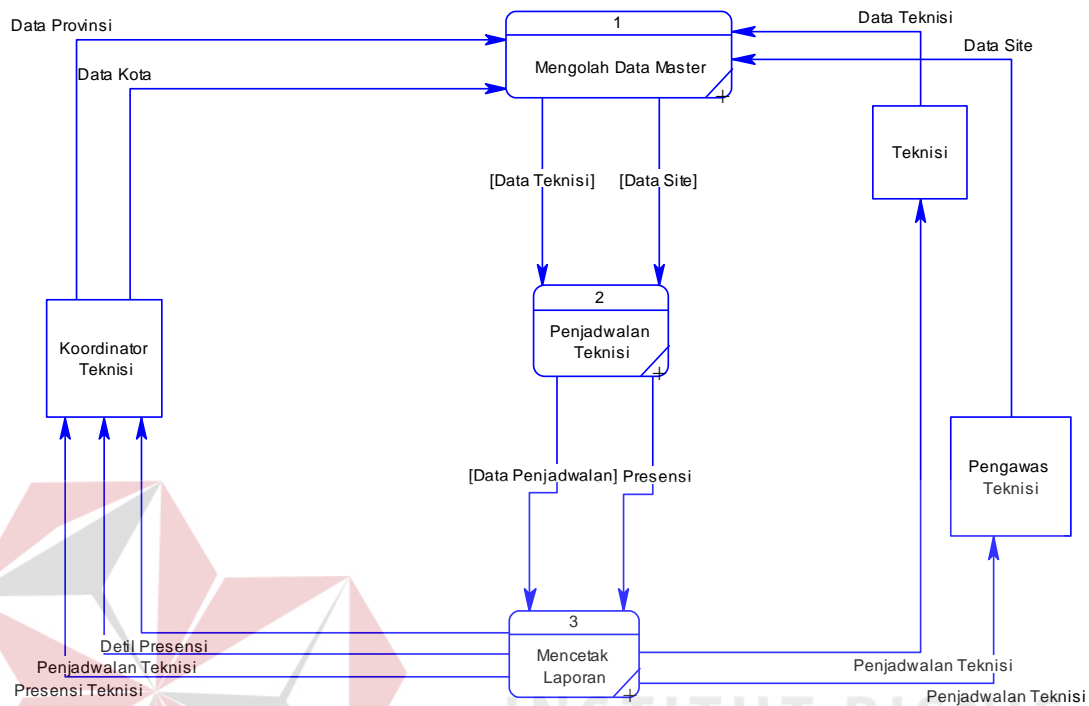 Data Provinsi
Data Kota
1
Mengolah Data Master
Data Teknisi
Data Site
Teknisi
[Data Teknisi]
[Data Site]
2
Penjadwalan
Teknisi
Koordinator
Teknisi
Pengawas
Teknisi
[Data Penjadwalan]
Presensi
3
Mencetak
Laporan
Detil Presensi
Penjadwalan Teknisi
Presensi Teknisi
Penjadwalan Teknisi
Penjadwalan Teknisi
INSTITUT